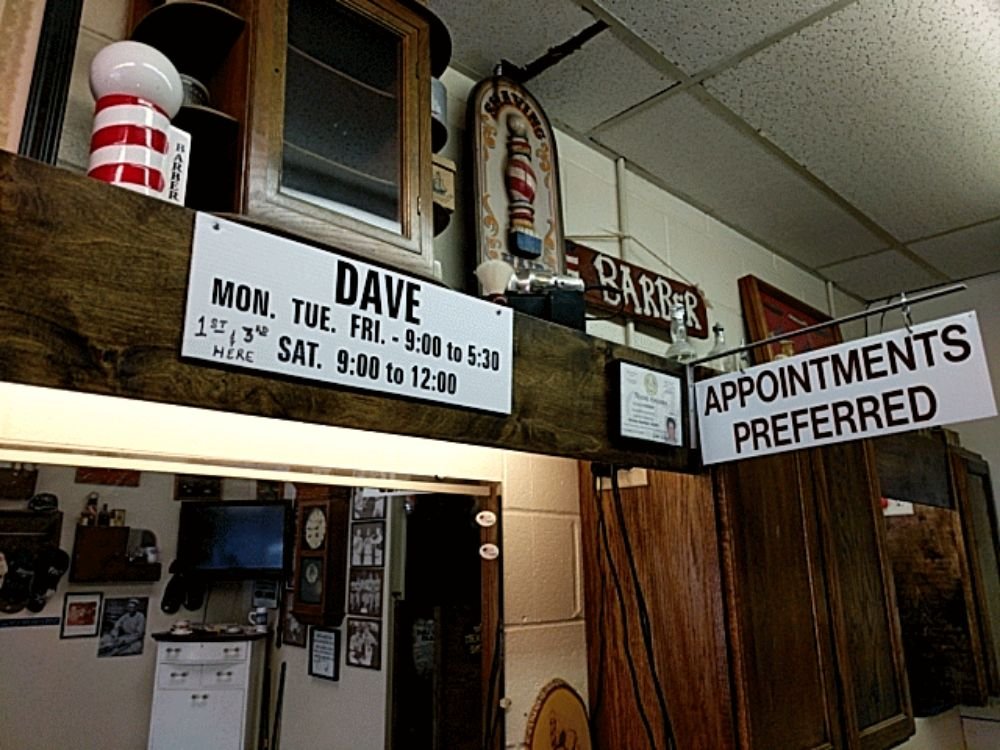 SHAVING
BARBER
BARBER
DAVE
MON. TUE. FRI. - 9:00 to 5:30
1ST & 3RD
HERE
SAT. 9:00 to 12:00
APPOINTMENTS
PREFERRED